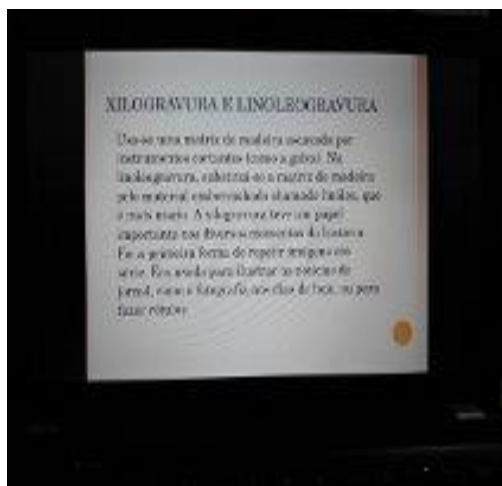 XILOGRAVURA E LINOLEOGRAVURA
Usa-se uma matriz de madeira escavada por
instrumentos cortantes (como a goiva). Na
linoleogravura, substitui-se a matriz de madeira
pelo material emborrachado chamado linóleo, que
é mais macio. A xilogravura teve um papel
importante nos diversos momentos da história.
Foi a primeira forma de repetir imagens em
série. Era usada para ilustrar as notícias de
jornal, como a fotografia nos dias de hoje, ou para
fazer rótulos.